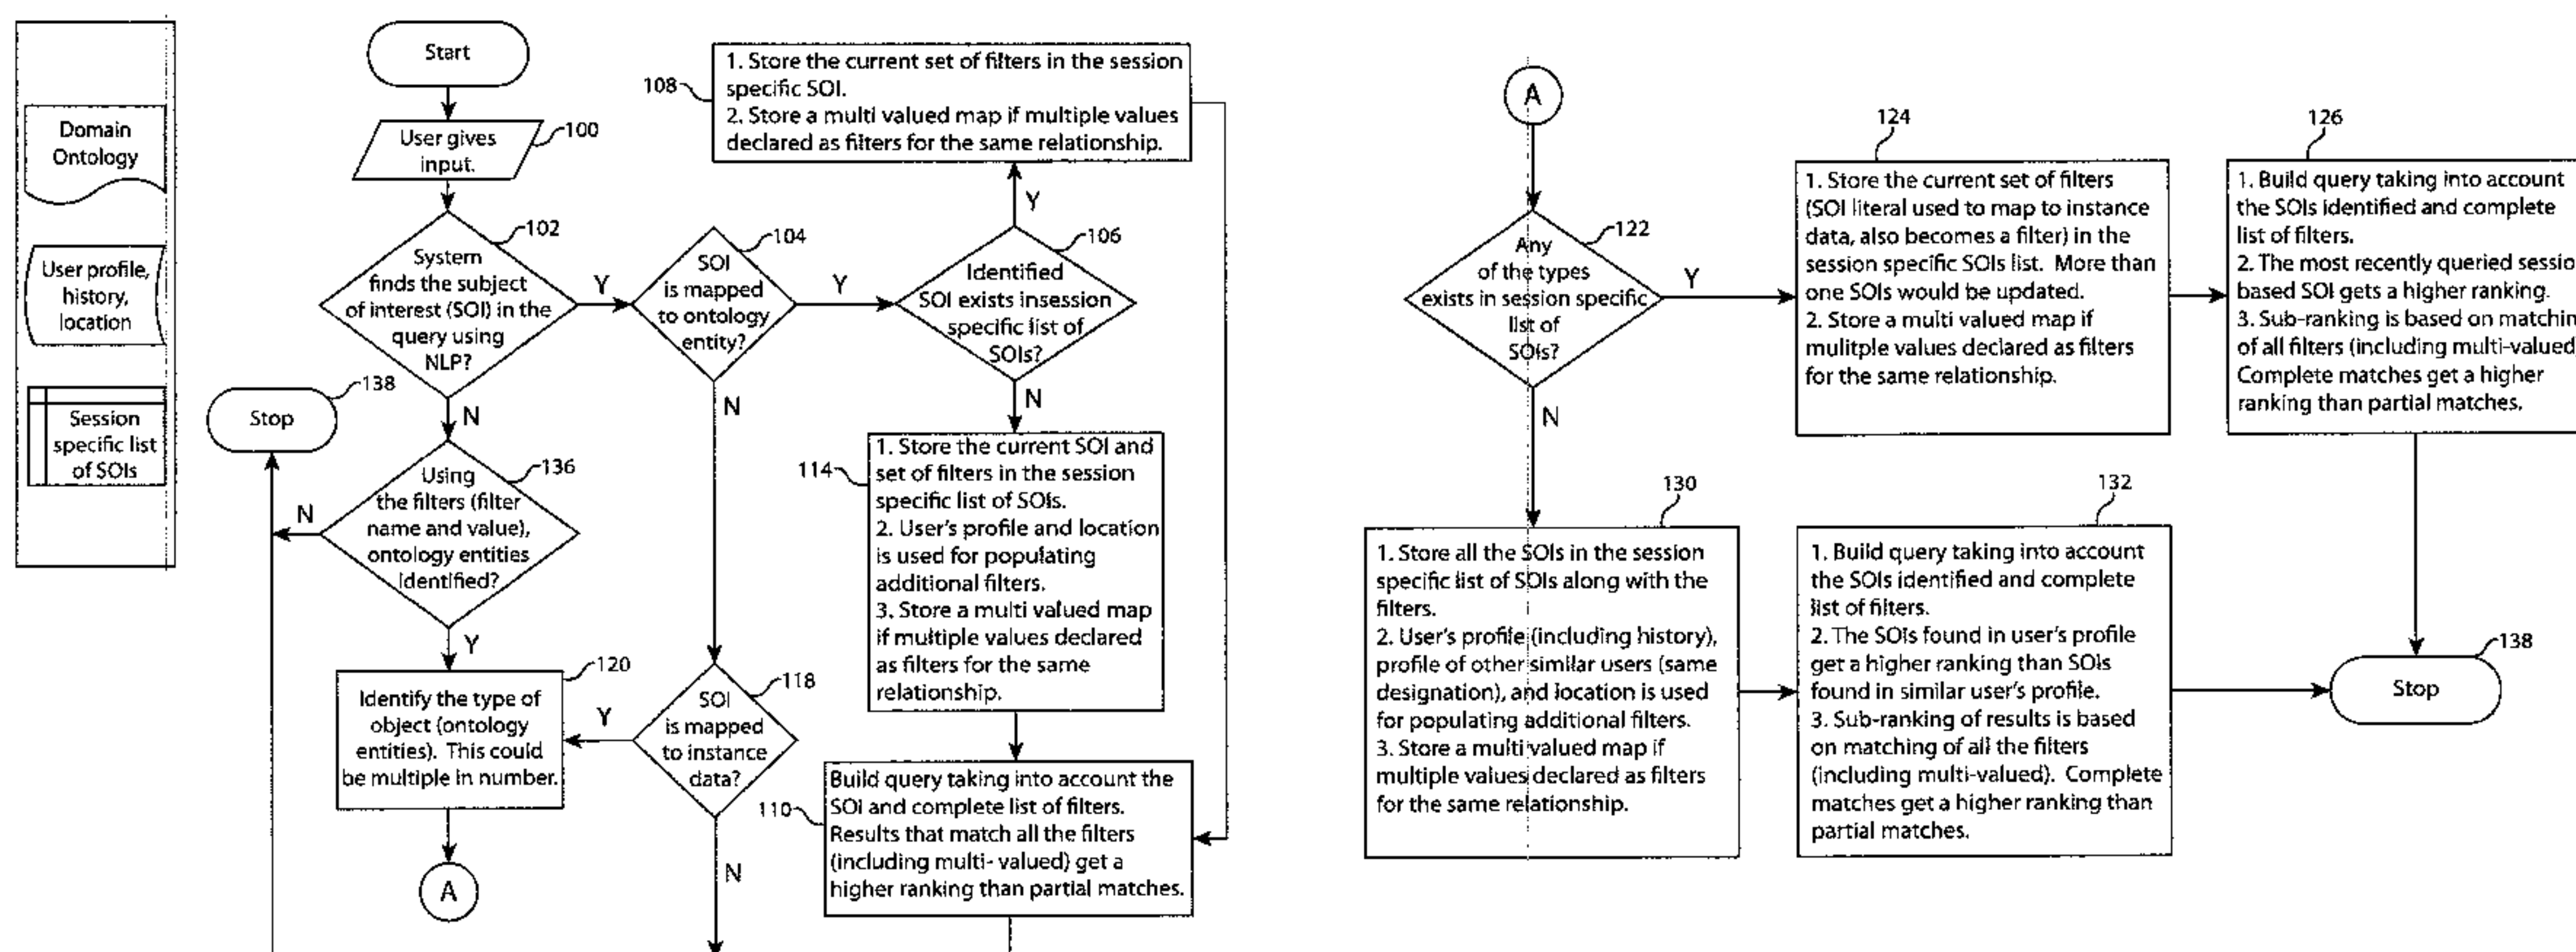 Domain
Ontology
User profile,
history,
location
Session
specific list
of SOIs
Start
User gives
input.
100
System
finds the subject
of interest (SOI) in the
query using
NLP?
102
Y
N
SOI
is mapped
to ontology
entity?
104
Y
N
Identified
SOI exists insession
specific list of
SOIs?
106
Y
N
108
1. Store the current set of filters in the session
specific SOI.
2. Store a multi valued map if multiple values
declared as filters for the same relationship.
138
Stop
Using
the filters (filter
name and value),
ontology entities
identified?
136
N
Y
114
1. Store the current SOI and
set of filters in the session
specific list of SOIs.
2. User's profile and location
is used for populating
additional filters.
3. Store a multi valued map
if multiple values declared
as filters for the same
relationship.
120
Identify the type of
object (ontology
entities). This could
be multiple in number.
SOI
is mapped
to instance
data?
118
Y
N
110
Build query taking into account the
SOI and complete list of filters.
Results that match all the filters
(including multi- valued) get a
higher ranking than partial matches.
A
A
Any
of the types
exists in session specific
list of
SOIs?
122
Y
N
124
1. Store the current set of filters
(SOI literal used to map to instance
data, also becomes a filter) in the
session specific SOIs list. More than
one SOIs would be updated.
2. Store a multi valued map if
mulitple values declared as filters
for the same relationship.
126
1. Build query taking into account
the SOIs identified and complete
list of filters.
2. The most recently queried sessio
based SOI gets a higher ranking.
3. Sub-ranking is based on matchin
of all filters (including multi-valued)
Complete matches get a higher
ranking than partial matches.
130
1. Store all the SOIs in the session
specific list of SOIs along with the
filters.
2. User's profile (including history),
profile of other similar users (same
designation), and location is used
for populating additional filters.
3. Store a multi valued map if
multiple values declared as filters
for the same relationship.
132
1. Build query taking into account
the SOIs identified and complete
list of filters.
2. The SOIs found in user's profile
get a higher ranking than SOIs
found in similar user's profile.
3. Sub-ranking of results is based
on matching of all the filters
(including multi-valued). Complete
matches get a higher ranking than
partial matches.
138
Stop